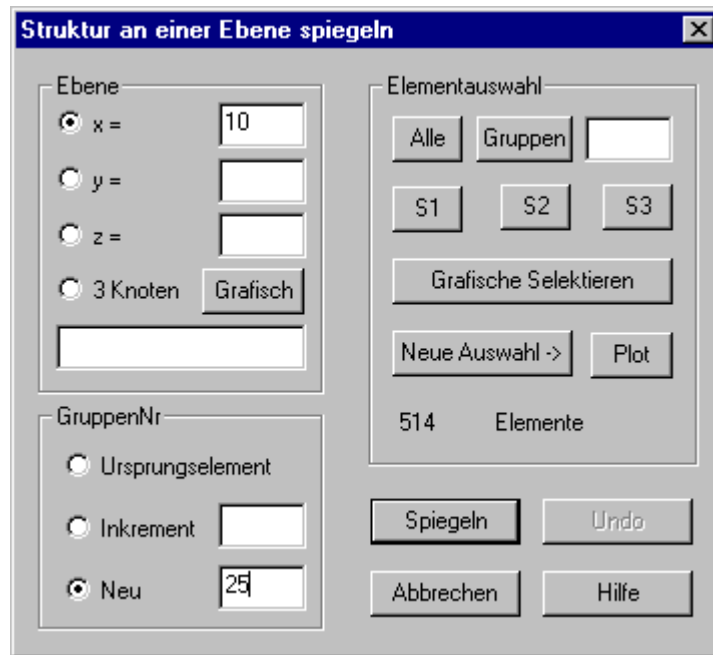 Struktur an einer Ebene spiegeln
Ebene
x = 10
y =
z =
3 Knoten Grafisch
GruppenNr
Ursprungselement
Inkrement
Neu 25
Elementauswahl
Alle Gruppen
S1 S2 S3
Grafische Selektieren
Neue Auswahl -> Plot
514 Elemente
Spiegeln Undo
Abbrechen Hilfe